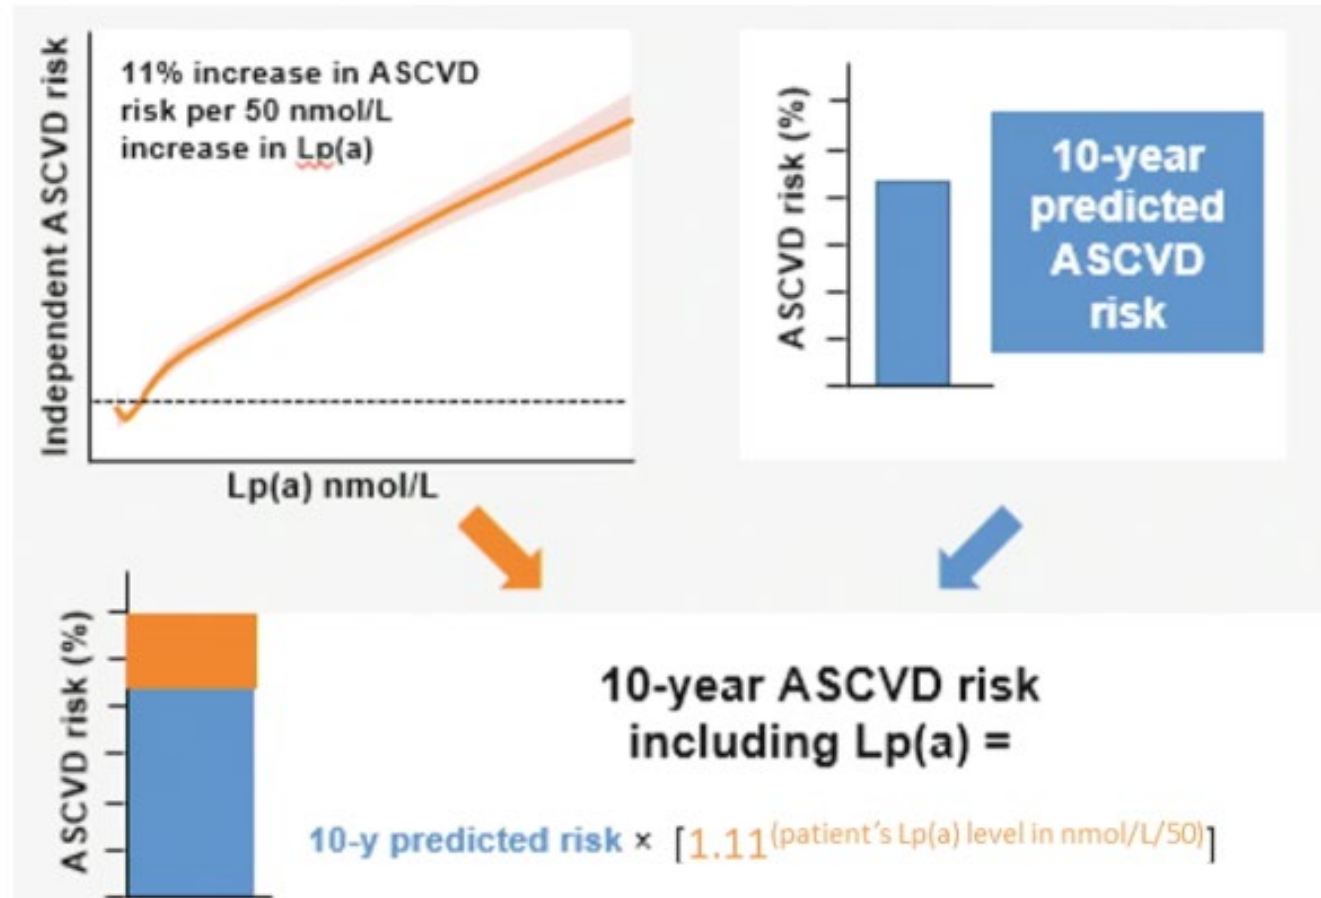 Independent ASCVD risk
11% increase in ASCVD
risk per 50 nmol/L
increase in Lp(a)
Lp(a) nmol/L
ASCVD risk (%)
10-year
predicted
ASCVD
risk
ASCVD risk (%)
10-year ASCVD risk
including Lp(a) =
10-y predicted risk × [1.11(patient's Lp(a) level in nmol/L/50)]